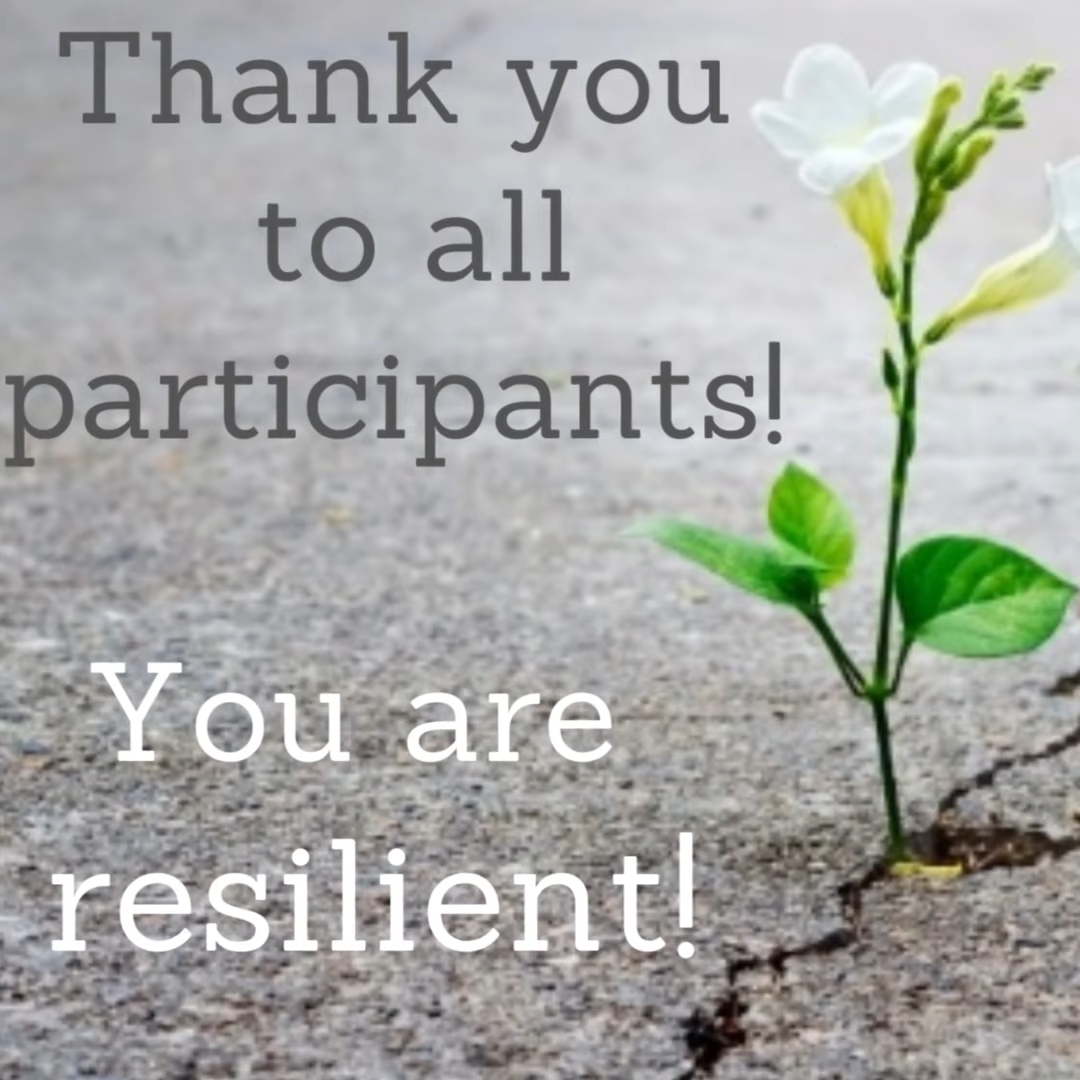 Thank you
to all
participants!
You are
resilient!